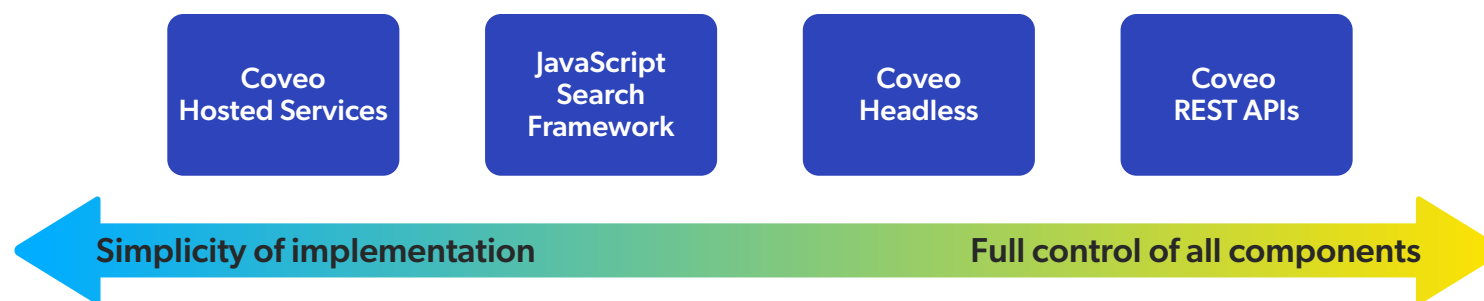 Coveo
Hosted Services
JavaScript
Search
Framework
Coveo
Headless
Coveo
REST APIs
Simplicity of implementation
Full control of all components